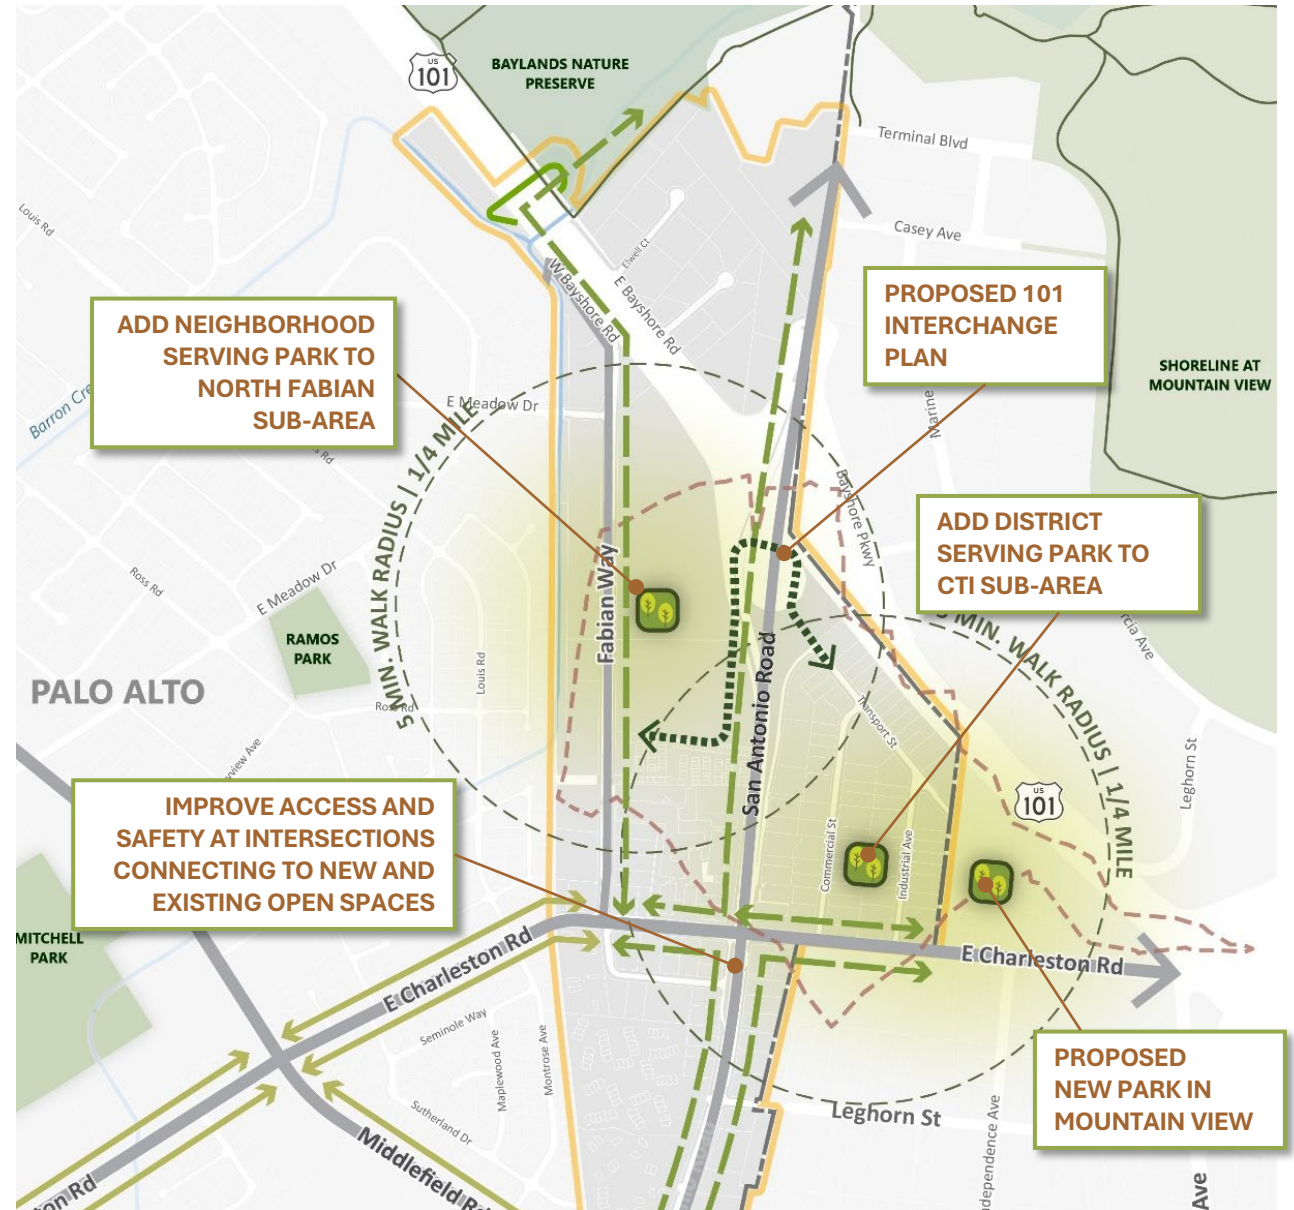 US
101
BAYLANDS NATURE
PRESERVE
Terminal Blvd
Casey Ave
Louis Rd
Elwell Ct
W Bayshore Rd
E Bayshore Rd
PROPOSED 101
INTERCHANGE
PLAN
ADD NEIGHBORHOOD
SERVING PARK TO
NORTH FABIAN
SUB-AREA
SHORELINE AT
MOUNTAIN VIEW
Barron Cre
E Meadow Dr
Marine
5 MIN. WALK RADIUS | 1/4 MILE
Bayshore Pkwy
ADD DISTRICT
SERVING PARK TO
CTI SUB-AREA
Ross Rd
E Meadow Dr
Fabian Way
RAMOS
PARK
MIN. WALK RADIUS | 1/4 MILE
Louis Rd
San Antonio Road
PALO ALTO
Ross Rd
Transport St
Leghorn St
US
101
IMPROVE ACCESS AND
SAFETY AT INTERSECTIONS
CONNECTING TO NEW AND
EXISTING OPEN SPACES
Commercial St
Industrial Ave
MITCHELL
PARK
E Charleston Rd
E Charleston Rd
Seminole Way
Maplewood Ave
Montrose Ave
Sutherland Dr
Middlefield R
PROPOSED
NEW PARK IN
MOUNTAIN VIEW
Leghorn St
dependence Ave
on Rd
Ave